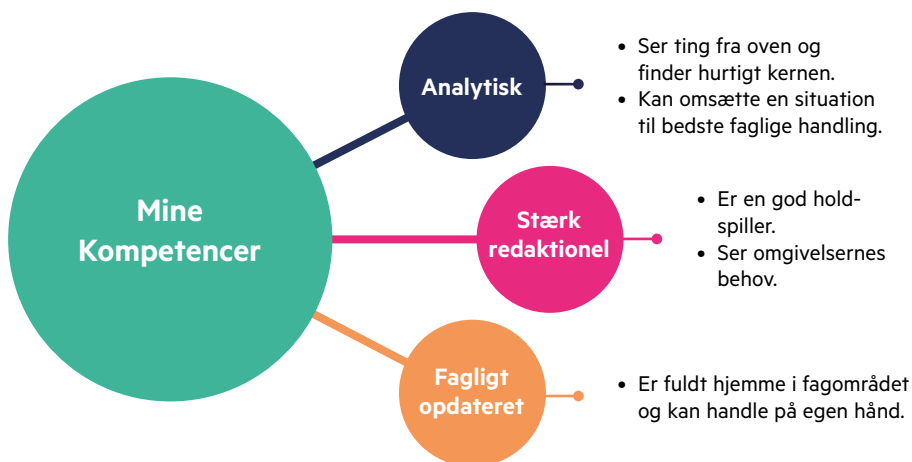 Mine
Kompetencer
Analytisk
• Ser ting fra oven og
finder hurtigt kernen.
• Kan omsætte en situation
til bedste faglige handling.
Stærk
redaktionel
• Er en god hold-
spiller.
• Ser omgivelsernes
behov.
Fagligt
opdateret
• Er fuldt hjemme i fagområdet
og kan handle på egen hånd.